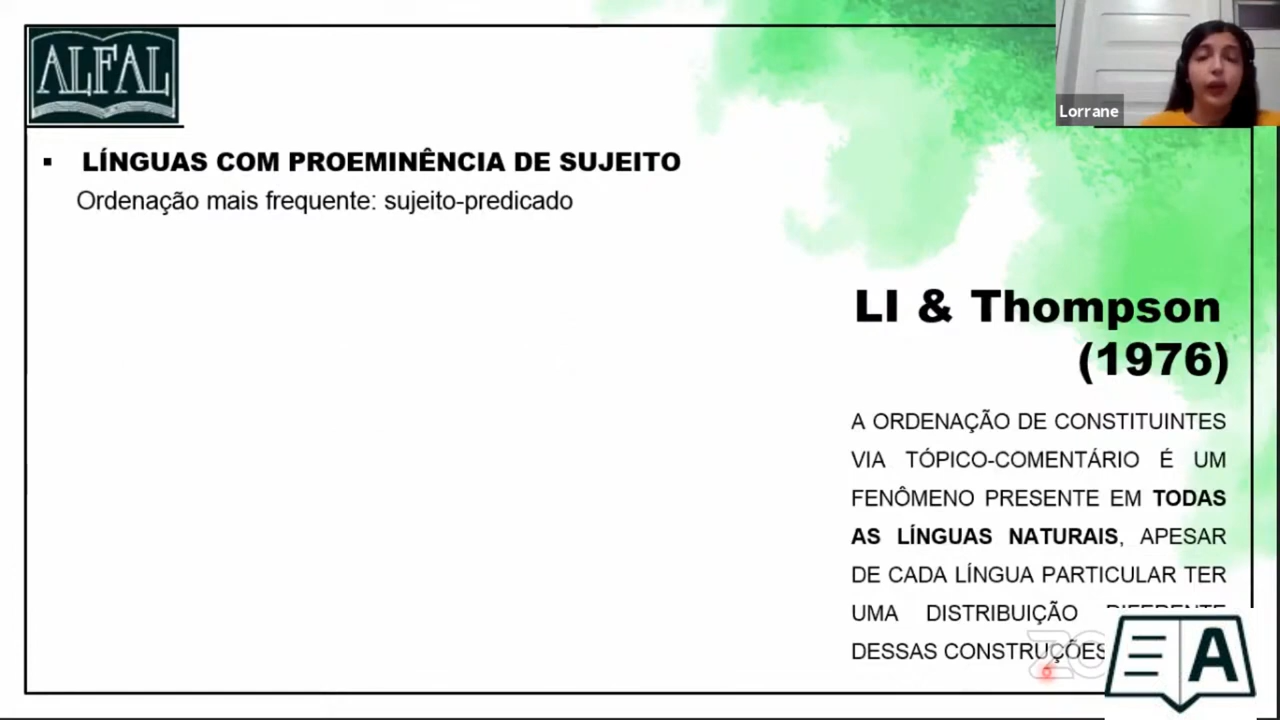 ALFAL
Lorrane
▪ LÍNGUAS COM PROEMINÊNCIA DE SUJEITO
Ordenação mais frequente: sujeito-predicado
LI & Thompson
(1976)
A ORDENAÇÃO DE CONSTITUINTES
VIA TÓPICO-COMENTÁRIO É UM
FENÔMENO PRESENTE EM TODAS
AS LÍNGUAS NATURAIS, APESAR
DE CADA LÍNGUA PARTICULAR TER
UMA DISTRIBUIÇÃO DIFERENTE
DESSAS CONSTRUÇÕES
A